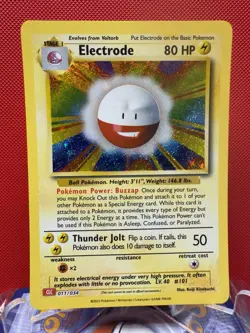 Evolves from Voltorb
Put Electrode on the Basic Pokémon
STAGE 1
Electrode
80 HP
Ball Pokémon. Length: 3'11", Weight: 146.8 lbs.
Pokémon Power: Buzzap Once during your turn, you
may Knock Out this Pokémon and attach it to 1 of your
other Pokémon as a Special Energy card. While this card is
attached to a Pokémon, it provides every type of Energy
but only provides 2 Energy at a time. This Pokémon Power can't
be used if this Pokémon is Asleep, Confused, or Paralyzed.
Thunder Jolt Flip a coin. If tails, this
Pokémon also does 10 damage to itself.
50
weakness
resistance
retreat cost
×2
It stores electrical energy under very high pressure. It often
explodes with little or no provocation. LV. 40 #101
CLC
011/034
Illus. Keiji Kinebuchi